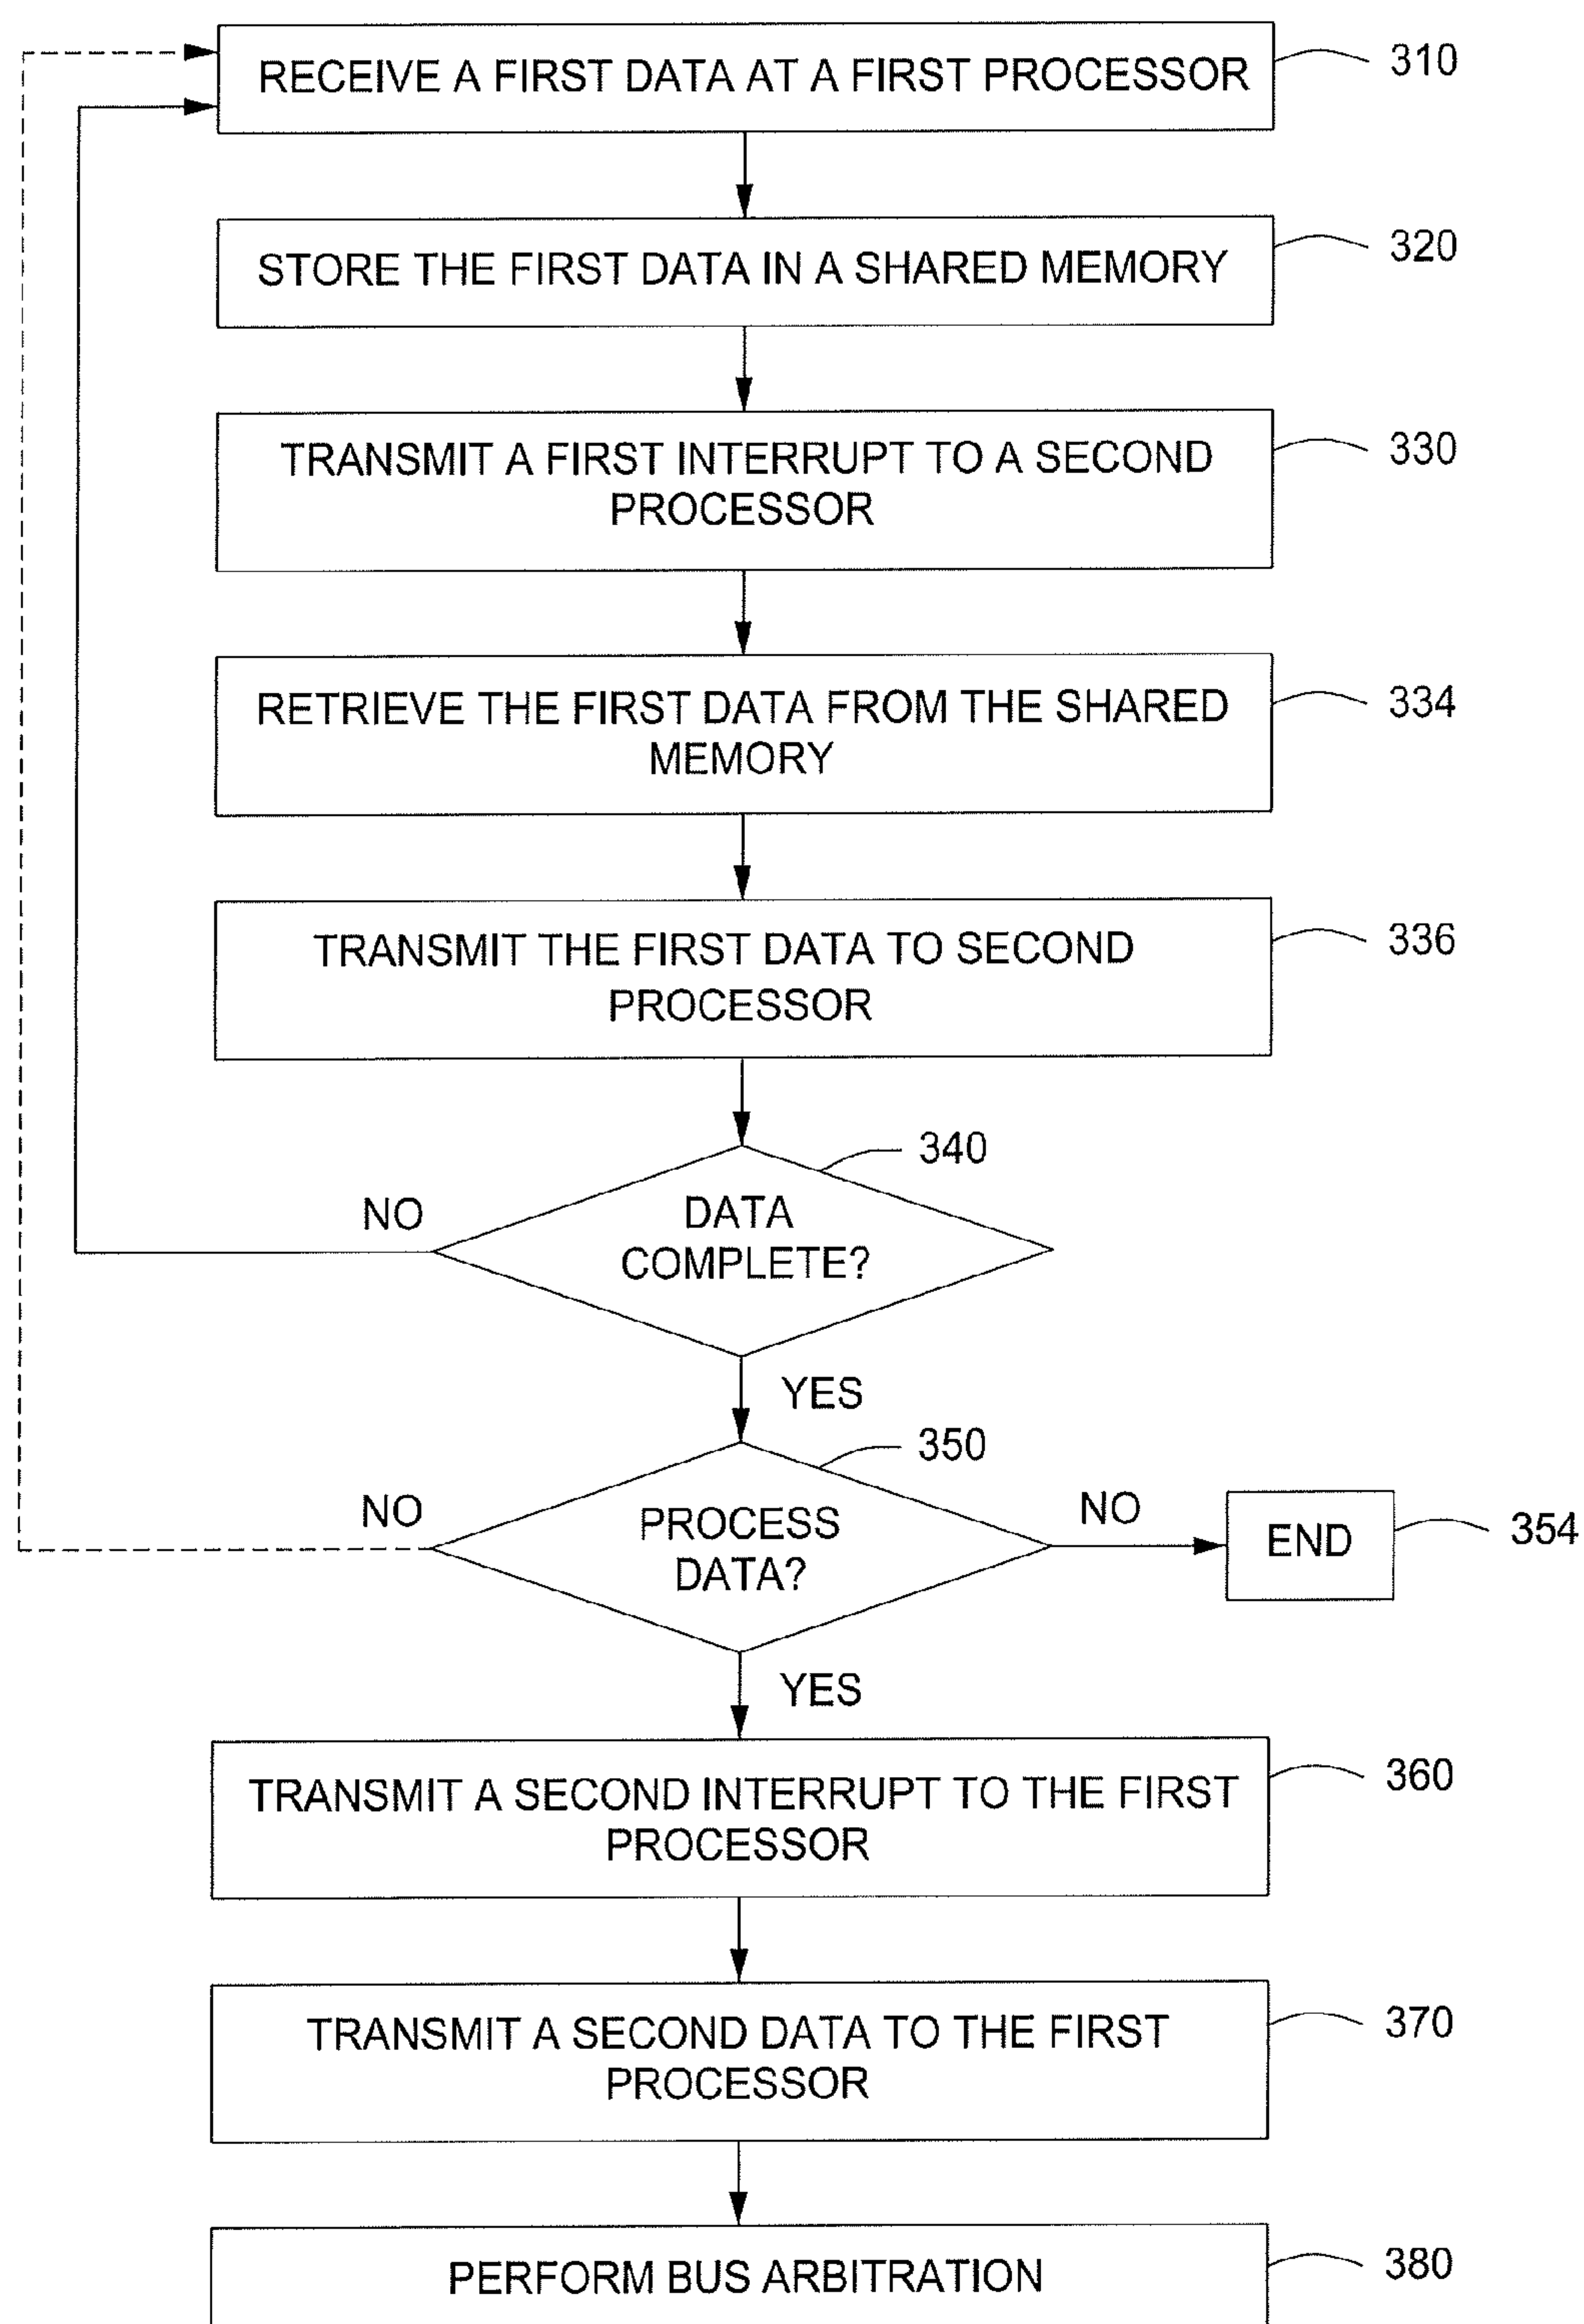 RECEIVE A FIRST DATA AT A FIRST PROCESSOR
310
STORE THE FIRST DATA IN A SHARED MEMORY
320
TRANSMIT A FIRST INTERRUPT TO A SECOND
PROCESSOR
330
RETRIEVE THE FIRST DATA FROM THE SHARED
MEMORY
334
TRANSMIT THE FIRST DATA TO SECOND
PROCESSOR
336
340
NO
DATA
COMPLETE?
YES
350
NO
PROCESS
DATA?
NO
END
354
YES
TRANSMIT A SECOND INTERRUPT TO THE FIRST
PROCESSOR
360
TRANSMIT A SECOND DATA TO THE FIRST
PROCESSOR
370
PERFORM BUS ARBITRATION
380